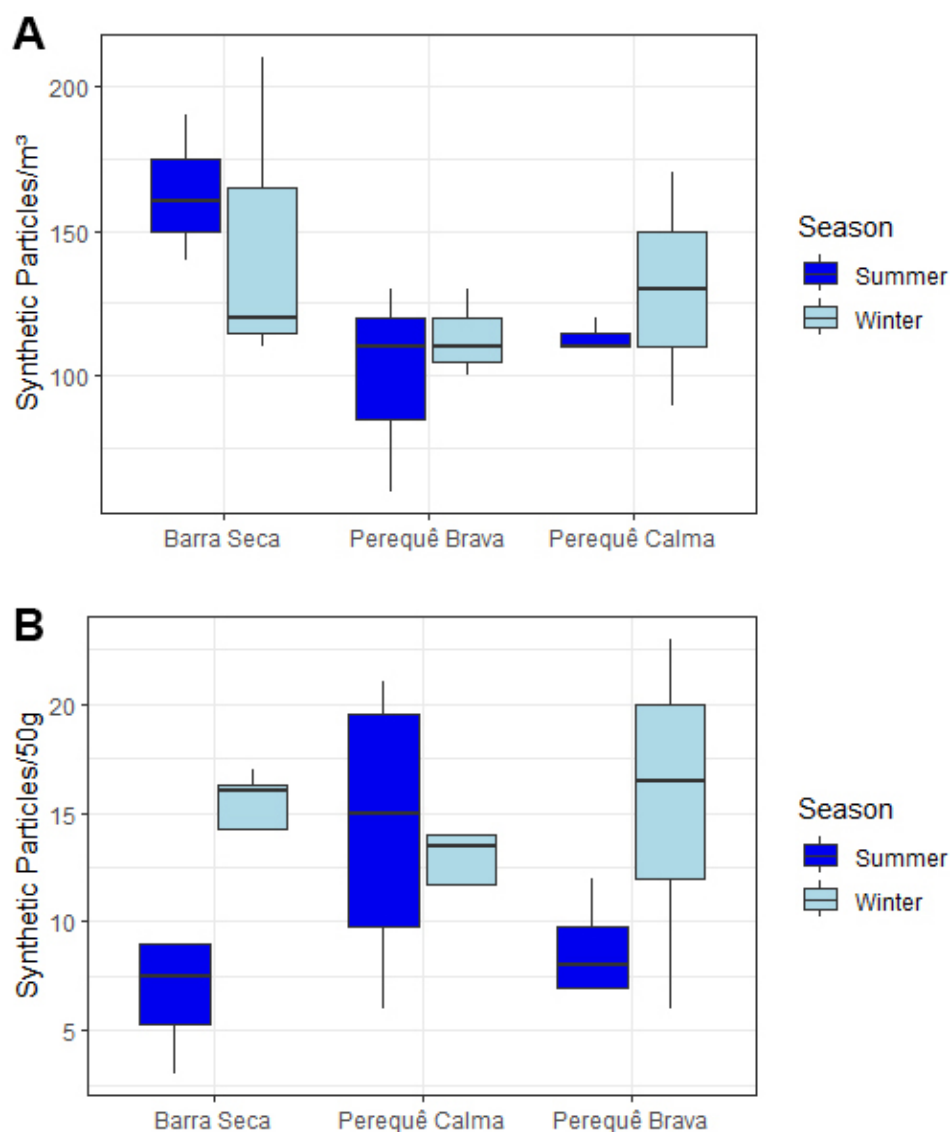 A
Synthetic Particles/m³
200
150
100
Barra Seca
Perequê Brava
Perequê Calma
Season
Summer
Winter
B
Synthetic Particles/50g
20
15
10
5
Barra Seca
Perequê Calma
Perequê Brava
Season
Summer
Winter